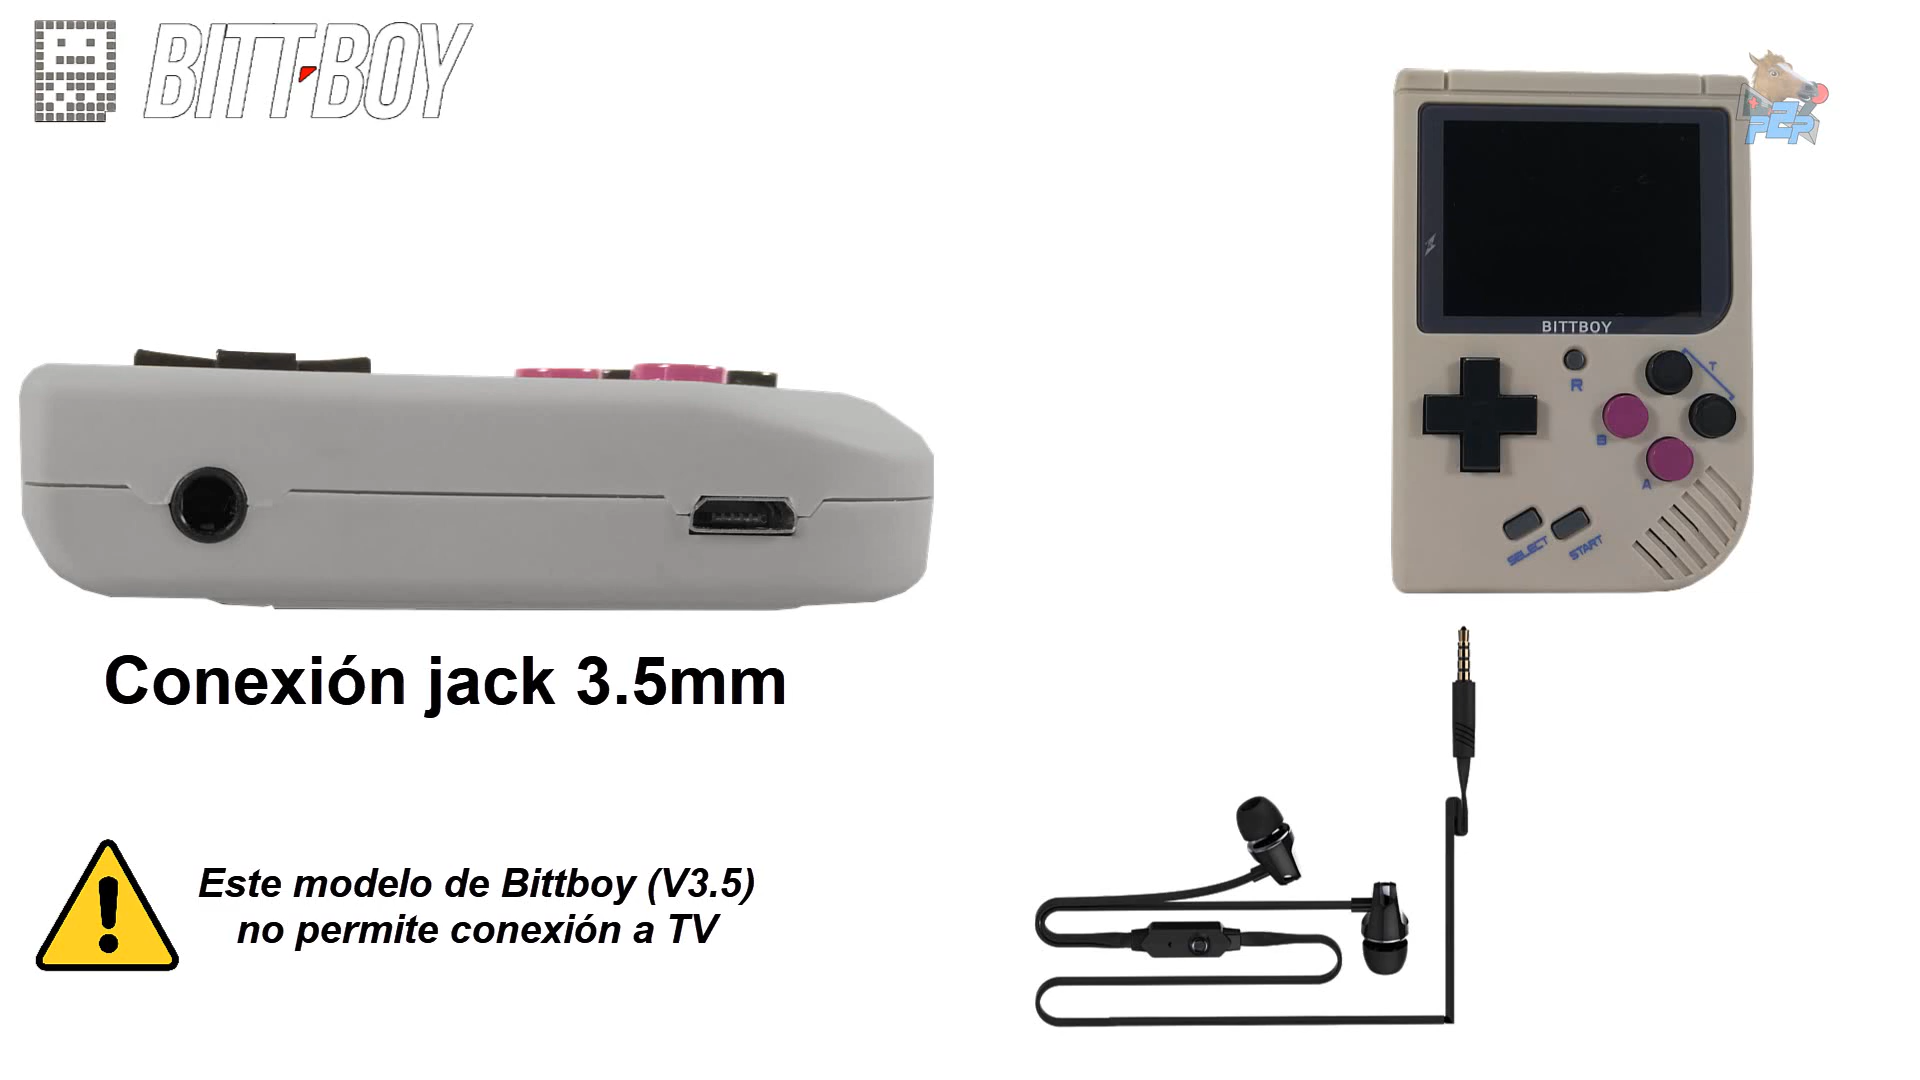 BITTBOY
BITTBOY
R
T
B
A
SELECT
START
Conexión jack 3.5mm
Este modelo de Bittboy (V3.5)
no permite conexión a TV